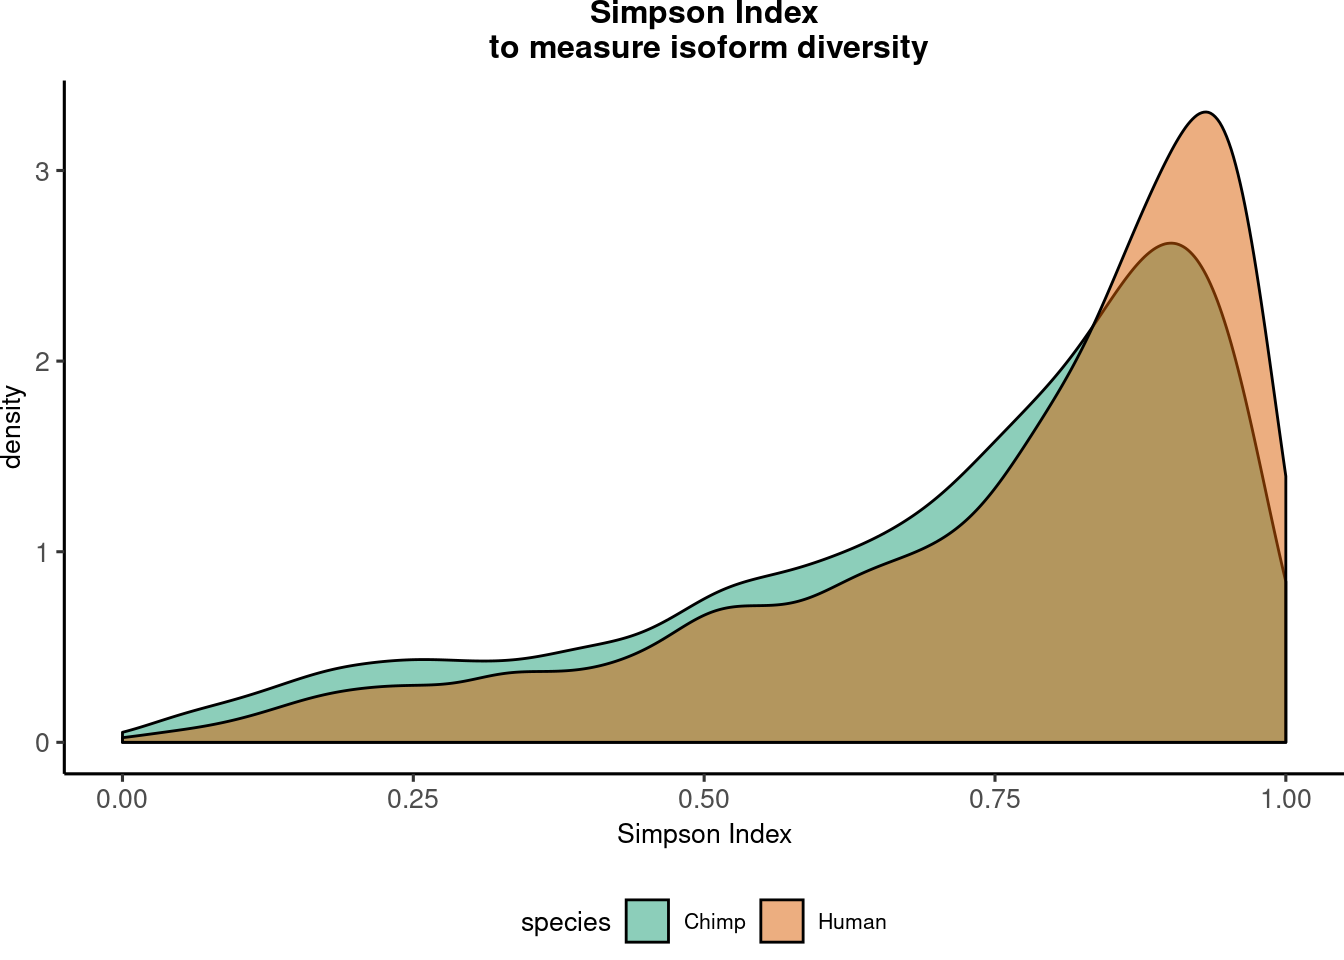 Simpson Index
to measure isoform diversity
density
3
2
1
0
0.00 0.25 0.50 0.75 1.00
Simpson Index
species Chimp Human